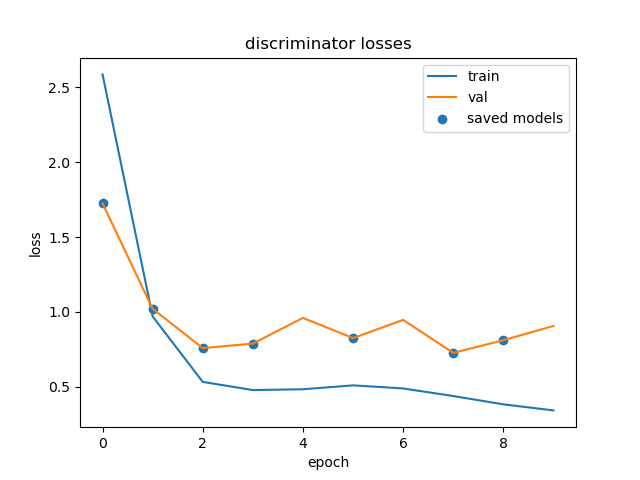 discriminator losses
train
val
saved models
2.5
2.0
1.5
1.0
0.5
loss
0 2 4 6 8
epoch